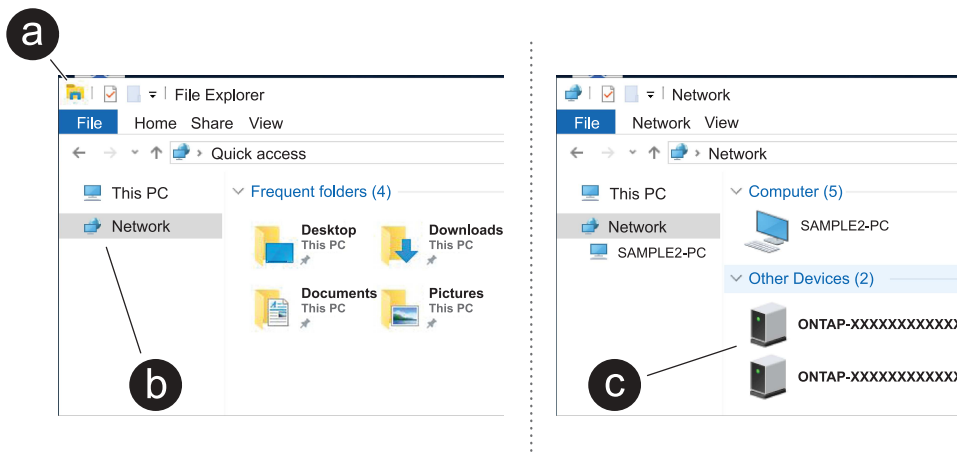 a
File Explorer
File Home Share View
Quick access
This PC
Network
Frequent folders (4)
Desktop
This PC
Downloads
This PC
Documents
This PC
Pictures
This PC
b
Network
File Network View
Network
This PC
Network
SAMPLE2-PC
Computer (5)
SAMPLE2-PC
Other Devices (2)
ONTAP-XXXXXXXXXXXX
ONTAP-XXXXXXXXXXXX
c